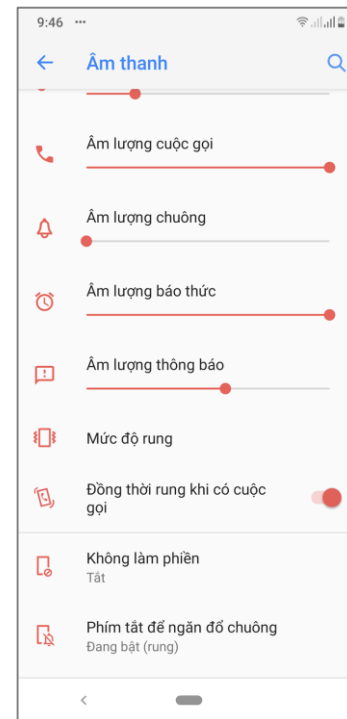 9:46 ···
Âm thanh
Âm lượng cuộc gọi
Âm lượng chuông
Âm lượng báo thức
Âm lượng thông báo
Mức độ rung
Đồng thời rung khi có cuộc
gọi
Không làm phiền
Tắt
Phím tắt để ngăn đổ chuông
Đang bật (rung)